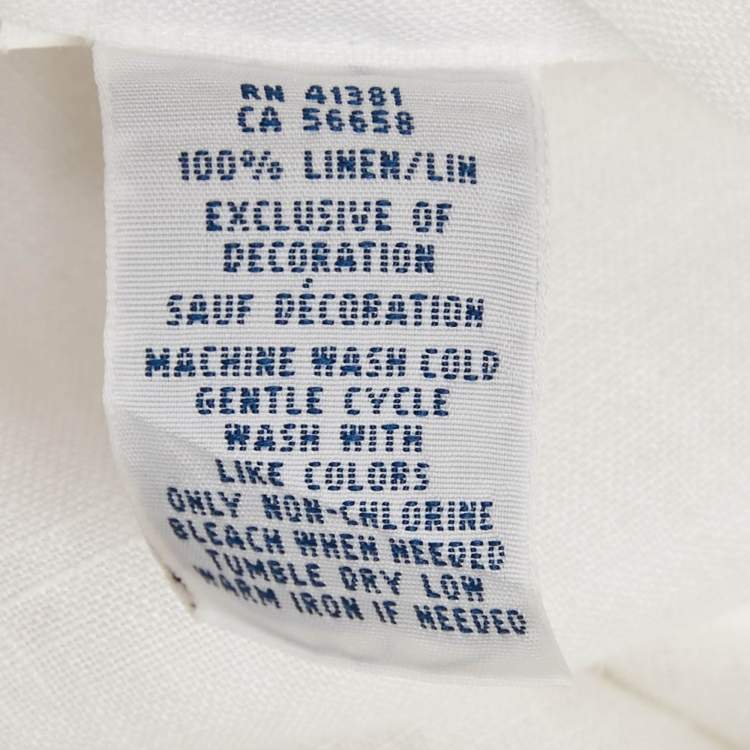 RN 41381
CA 56658
100% LINEN/LIN
EXCLUSIVE OF
DECORATION
SAUF DÉCORATION
MACHINE WASH COLD
GENTLE CYCLE
WASH WITH
LIKE COLORS
ONLY NON-CHLORINE
BLEACH WHEN NEEDED
TUMBLE DRY LOW
WARM IRON IF NEEDED